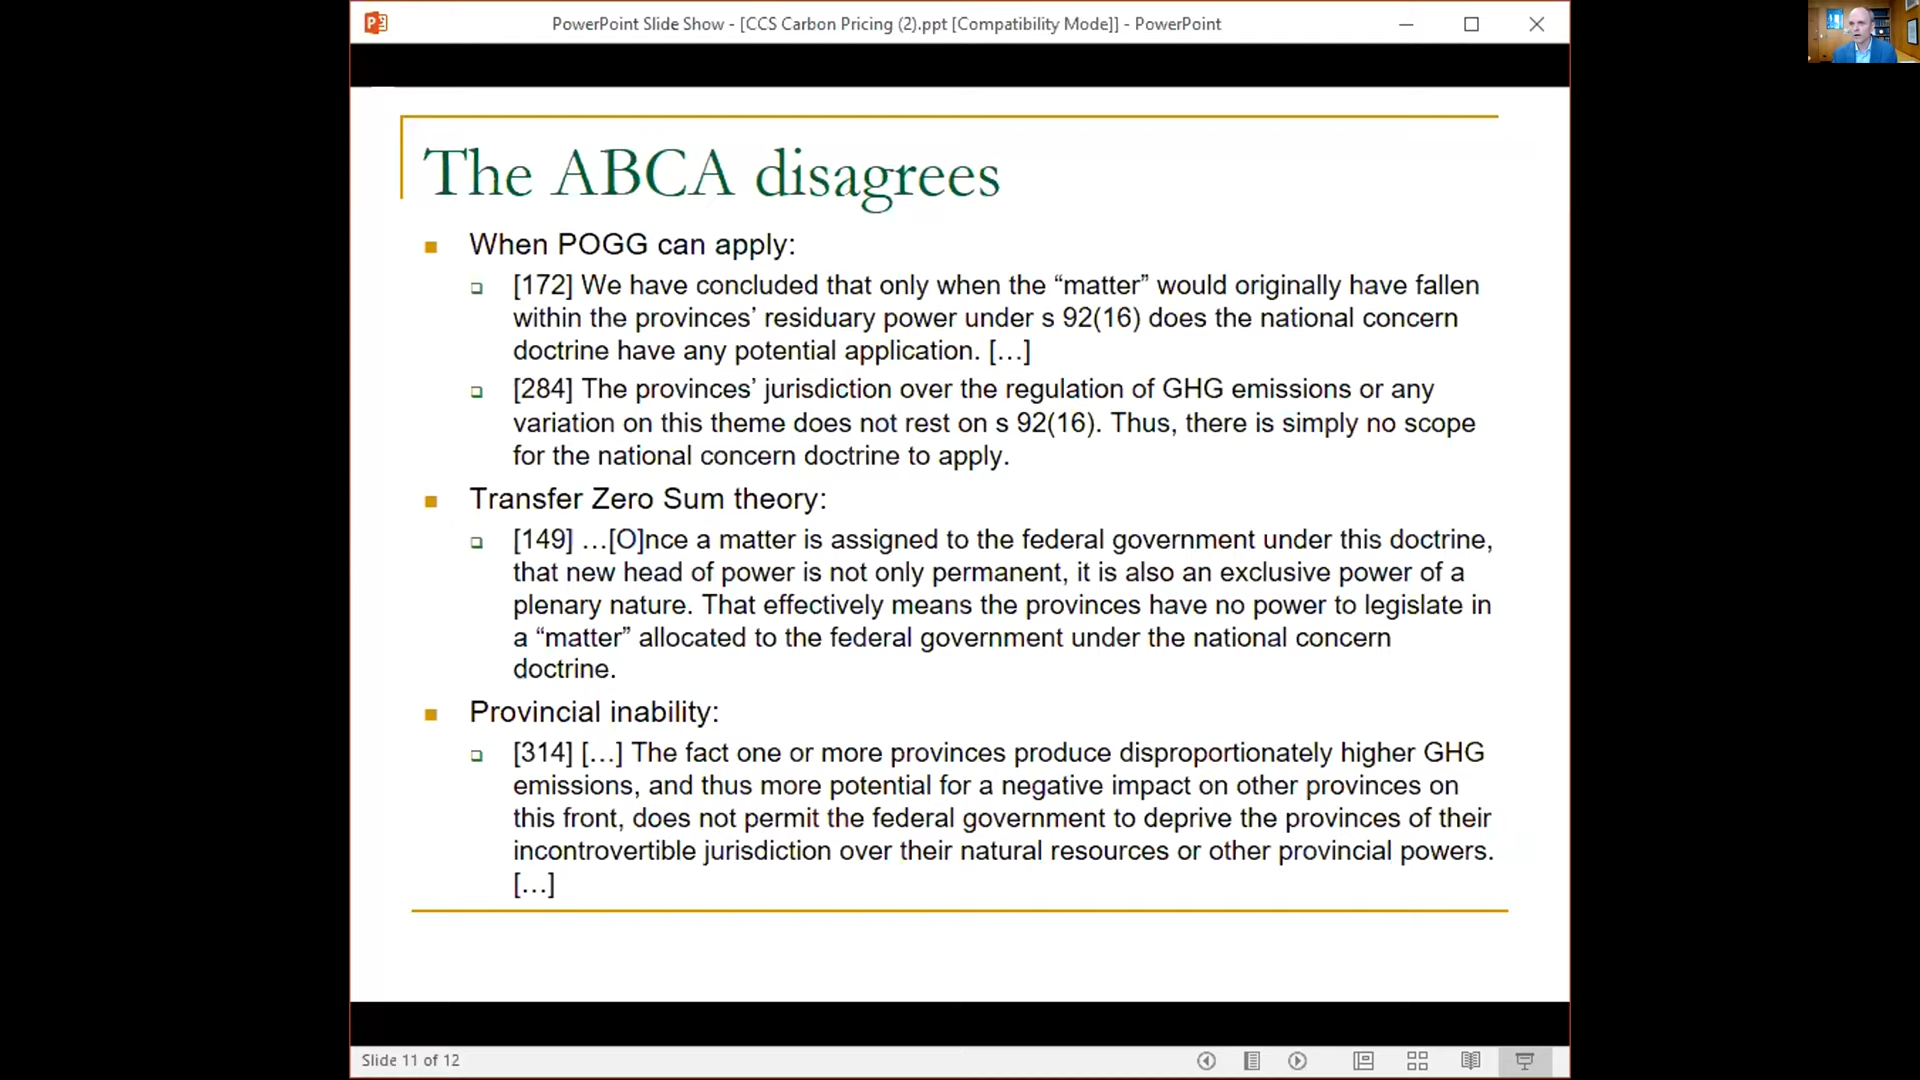 PowerPoint Slide Show - [CCS Carbon Pricing (2).ppt [Compatibility Mode]] - PowerPoint
The ABCA disagrees
When POGG can apply:
[172] We have concluded that only when the “matter” would originally have fallen
within the provinces’ residuary power under s 92(16) does the national concern
doctrine have any potential application. […]
[284] The provinces’ jurisdiction over the regulation of GHG emissions or any
variation on this theme does not rest on s 92(16). Thus, there is simply no scope
for the national concern doctrine to apply.
Transfer Zero Sum theory:
[149] …[O]nce a matter is assigned to the federal government under this doctrine,
that new head of power is not only permanent, it is also an exclusive power of a
plenary nature. That effectively means the provinces have no power to legislate in
a “matter” allocated to the federal government under the national concern
doctrine.
Provincial inability:
[314] […] The fact one or more provinces produce disproportionately higher GHG
emissions, and thus more potential for a negative impact on other provinces on
this front, does not permit the federal government to deprive the provinces of their
incontrovertible jurisdiction over their natural resources or other provincial powers.
[…]
Slide 11 of 12